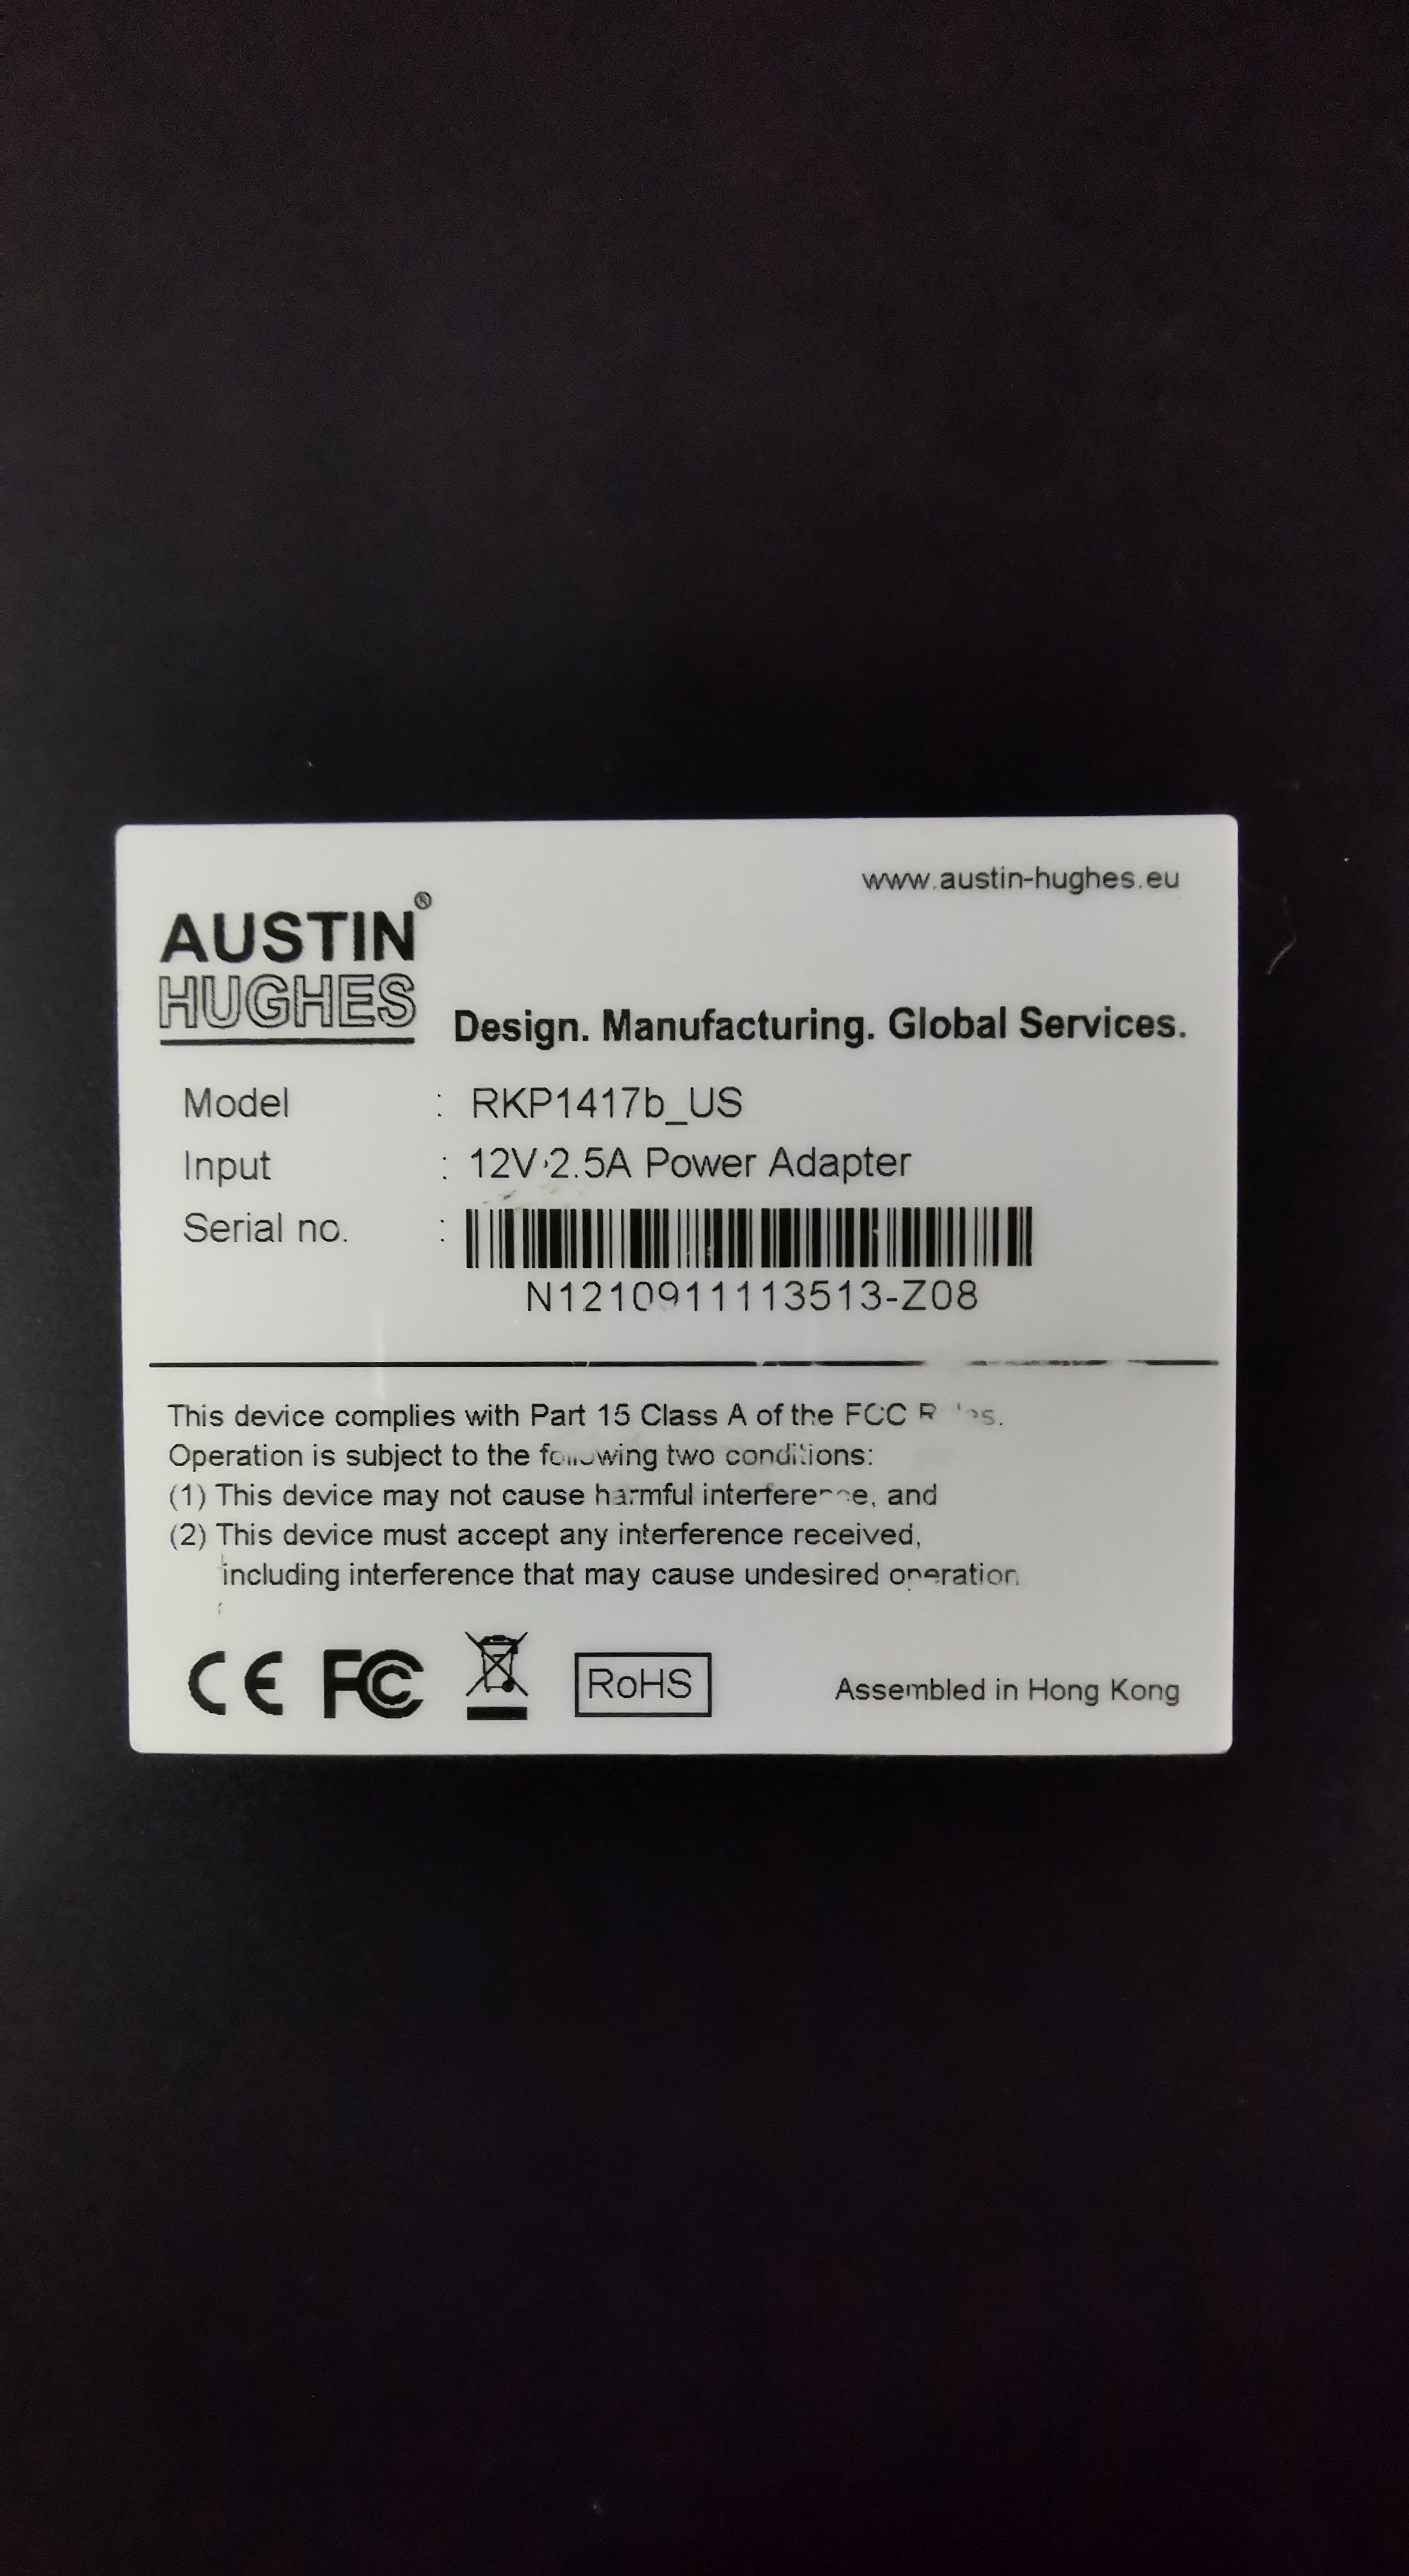 www.austin-hughes.eu
AUSTIN®
HUGHES
Design. Manufacturing. Global Services.
Model : RKP1417b_US
Input : 12V 2.5A Power Adapter
Serial no. :
N1210911113513-Z08
This device complies with Part 15 Class A of the FCC
Operation is subject to the following two conditions:
(1) This device may not cause harmful interference, and
(2) This device must accept any interference received,
including interference that may cause undesired operation
CE FC RoHS Assembled in Hong Kong